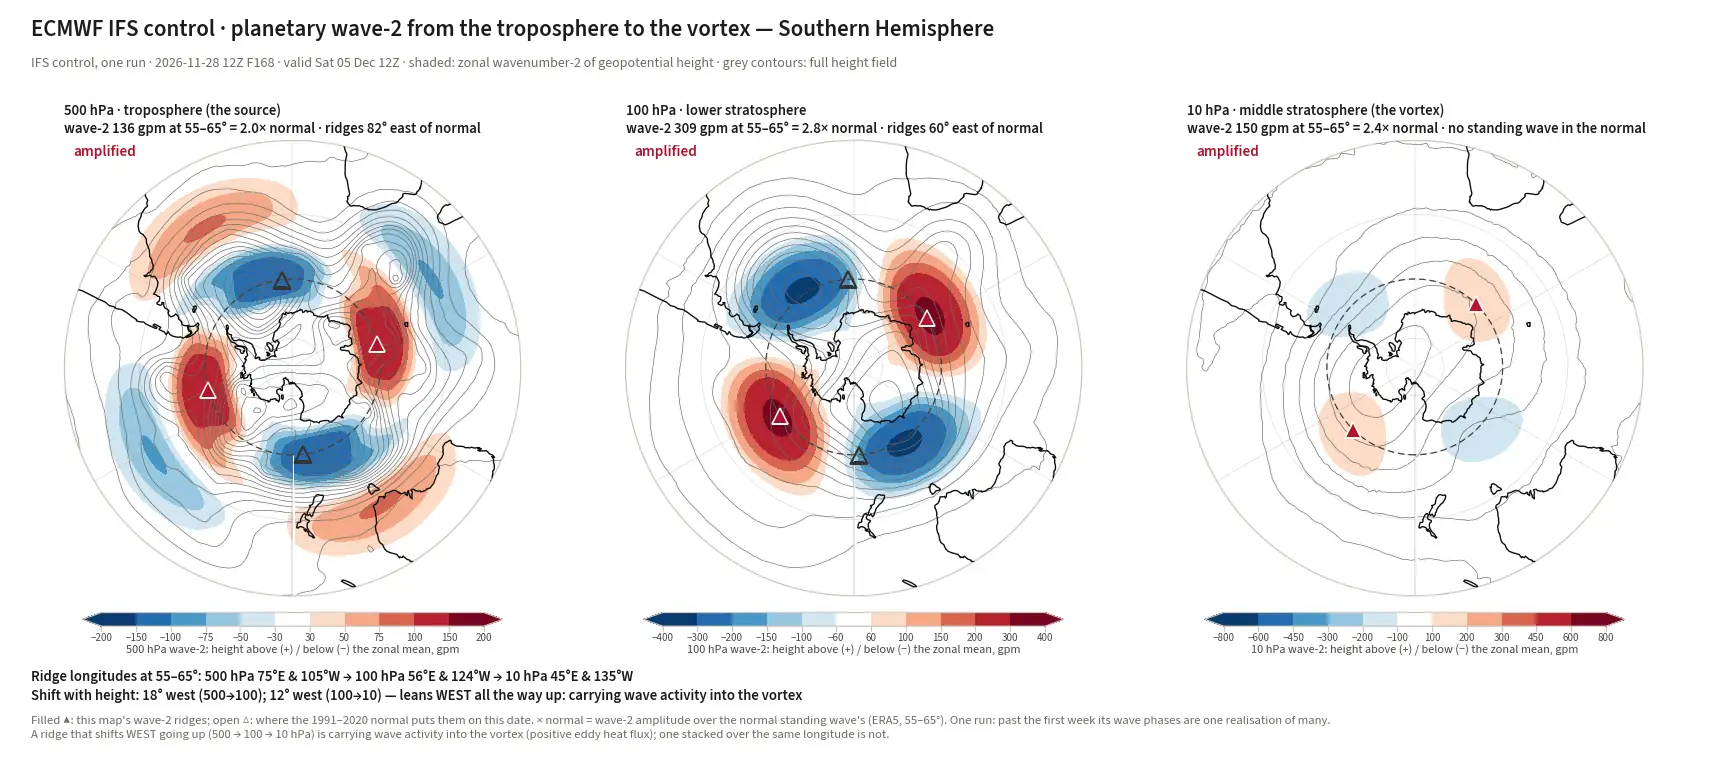 ECMWF IFS control · planetary wave-2 from the troposphere to the vortex — Southern Hemisphere
IFS control, one run · 2026-11-28 12Z F168 · valid Sat 05 Dec 12Z · shaded: zonal wavenumber-2 of geopotential height · grey contours: full height field
500 hPa · troposphere (the source)
wave-2 136 gpm at 55–65° = 2.0× normal · ridges 82° east of normal
amplified
100 hPa · lower stratosphere
wave-2 309 gpm at 55–65° = 2.8× normal · ridges 60° east of normal
amplified
10 hPa · middle stratosphere (the vortex)
wave-2 150 gpm at 55–65° = 2.4× normal · no standing wave in the normal
amplified
−200 −150 −100 −75 −50 −30 30 50 75 100 150 200
500 hPa wave-2: height above (+) / below (−) the zonal mean, gpm
−400 −300 −200 −150 −100 −60 60 100 150 200 300 400
100 hPa wave-2: height above (+) / below (−) the zonal mean, gpm
−800 −600 −450 −300 −200 −100 100 200 300 450 600 800
10 hPa wave-2: height above (+) / below (−) the zonal mean, gpm
Ridge longitudes at 55–65°: 500 hPa 75°E & 105°W → 100 hPa 56°E & 124°W → 10 hPa 45°E & 135°W
Shift with height: 18° west (500→100); 12° west (100→10) — leans WEST all the way up: carrying wave activity into the vortex
Filled ▲: this map's wave-2 ridges; open △: where the 1991–2020 normal puts them on this date. × normal = wave-2 amplitude over the normal standing wave's (ERA5, 55–65°). One run: past the first week its wave phases are one realisation of many.
A ridge that shifts WEST going up (500 → 100 → 10 hPa) is carrying wave activity into the vortex (positive eddy heat flux); one stacked over the same longitude is not.